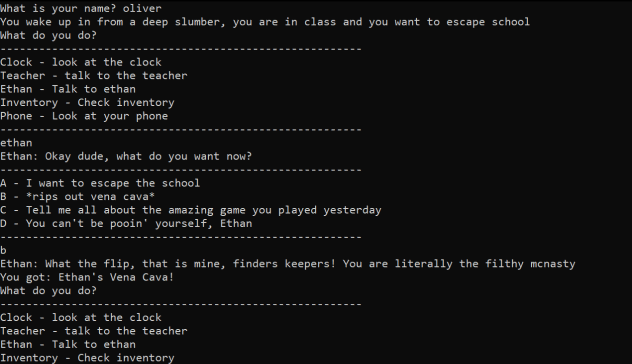 What is your name? oliver
You wake up in from a deep slumber, you are in class and you want to escape school
What do you do?
-------------------------------------------------------
Clock - look at the clock
Teacher - talk to the teacher
Ethan - Talk to ethan
Inventory - Check inventory
Phone - Look at your phone
-------------------------------------------------------
ethan
Ethan: Okay dude, what do you want now?
-------------------------------------------------------
A - I want to escape the school
B - *rips out vena cava*
C - Tell me all about the amazing game you played yesterday
D - You can't be pooin' yourself, Ethan
-------------------------------------------------------
b
Ethan: What the flip, that is mine, finders keepers! You are literally the filthy mcnasty
You got: Ethan's Vena Cava!
What do you do?
-------------------------------------------------------
Clock - look at the clock
Teacher - talk to the teacher
Ethan - Talk to ethan
Inventory - Check inventory